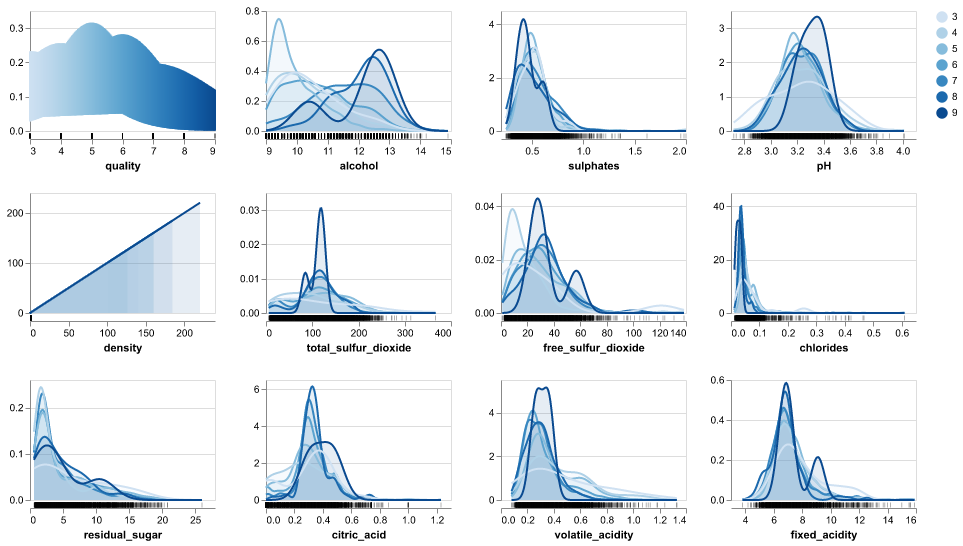 0.3
0.2
0.1
0.0
3 4 5 6 7 8 9
quality
0.8
0.6
0.4
0.2
0.0
9 10 11 12 13 14 15
alcohol
4
2
0
0.5 1.0 1.5 2.0
sulphates
0.3
0.2
0.1
0.0
2.8 3.0 3.2 3.4 3.6 3.8 4.0
pH
3
4
5
6
7
8
9
200
100
0
0 50 100 150 200
density
0.03
0.02
0.01
0.00
0 100 200 300 400
total_sulfur_dioxide
0.04
0.02
0.00
0 20 40 60 80 100 120 140
free_sulfur_dioxide
40
20
0
0.0 0.1 0.2 0.3 0.4 0.5 0.6
chlorides
0.2
0.1
0.0
0 5 10 15 20 25
residual_sugar
6
4
2
0
0.0 0.2 0.4 0.6 0.8 1.0 1.2
citric_acid
4
2
0
0.0 0.2 0.4 0.6 0.8 1.0 1.2 1.4
volatile_acidity
0.6
0.4
0.2
0.0
4 6 8 10 12 14 16
fixed_acidity